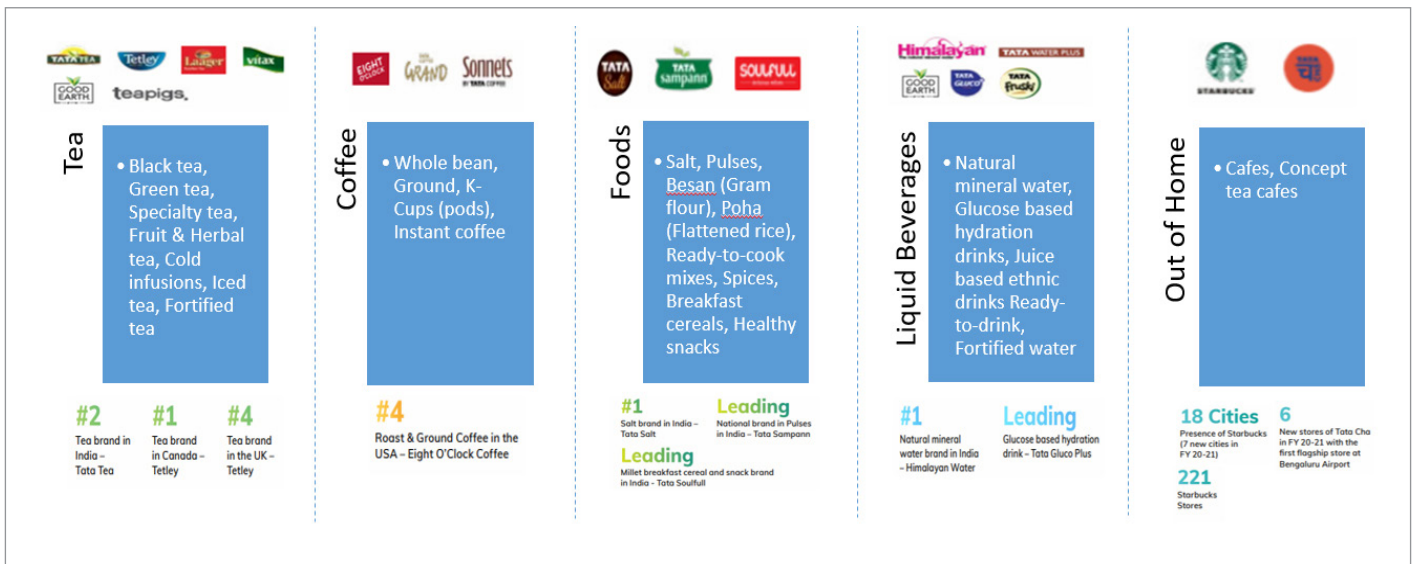 TATA TEA
Tetley
Laager
vitax
GOOD
EARTH
teapigs.
Tea
• Black tea,
Green tea,
Specialty tea,
Fruit & Herbal
tea, Cold
infusions, Iced
tea, Fortified
tea
#2
Tea brand in
India –
Tata Tea
#1
Tea brand
in Canada –
Tetley
#4
Tea brand
in the UK –
Tetley
EIGHT
O'CLOCK
GRAND
Sonnets
BY TATA COFFEE
Coffee
• Whole bean,
Ground, K-
Cups (pods),
Instant coffee
#4
Roast & Ground Coffee in the
USA – Eight O'Clock Coffee
TATA
Salt
TATA
sampann
SOULFULL
Foods
• Salt, Pulses,
Besan (Gram
flour), Poha
(Flattened rice),
Ready-to-cook
mixes, Spices,
Breakfast
cereals, Healthy
snacks
#1
Salt brand in India –
Tata Salt
Leading
National brand in Pulses
in India – Tata Sampann
Leading
Millet breakfast cereal and snack brand
in India - Tata Soulfull
Himalayan
TATA WATER PLUS
GOOD
EARTH
TATA
GLUCO+
TATA
Fruski
Liquid Beverages
• Natural
mineral water,
Glucose based
hydration
drinks, Juice
based ethnic
drinks Ready-
to-drink,
Fortified water
#1
Natural mineral
water brand in India
– Himalayan Water
Leading
Glucose based hydration
drink – Tata Gluco Plus
STARBUCKS
Out of Home
• Cafes, Concept
tea cafes
18 Cities
Presence of Starbucks
(7 new cities in
FY 20-21)
6
New stores of Tata Cha
in FY 20-21 with the
first flagship store at
Bengaluru Airport
221
Starbucks
Stores